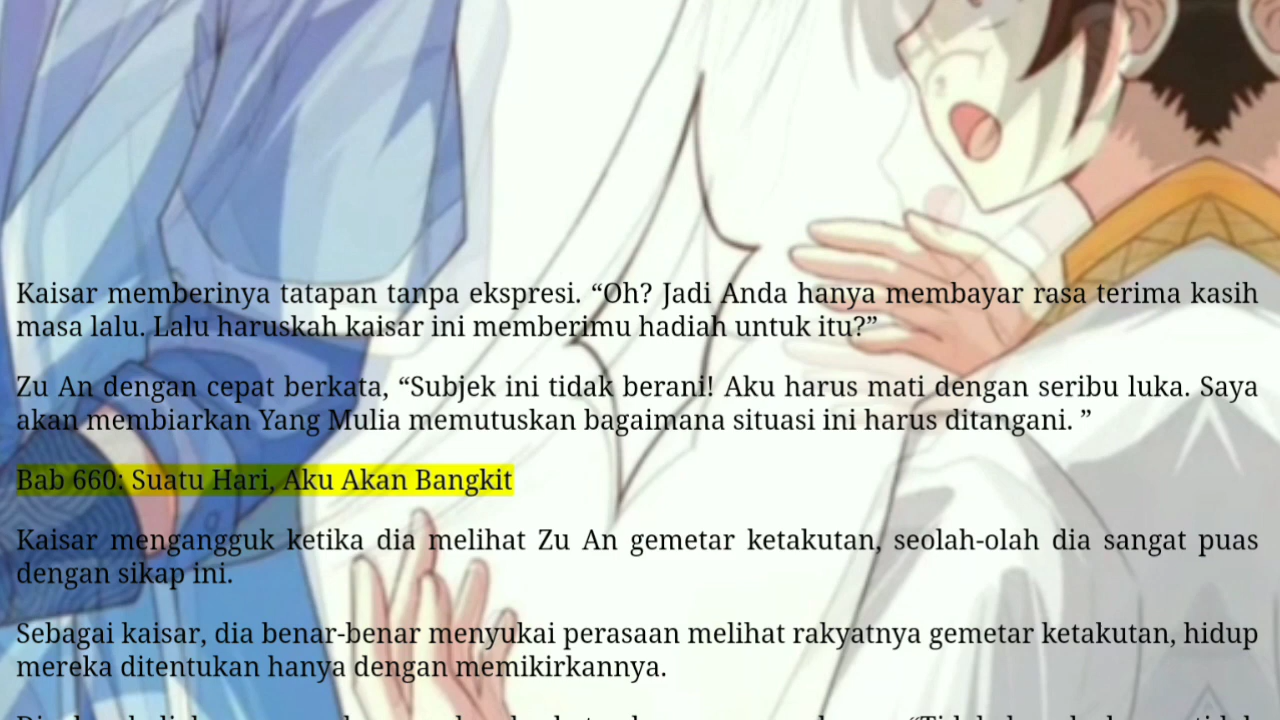 Kaisar memberinya tatapan tanpa ekspresi. “Oh? Jadi Anda hanya membayar rasa terima kasih
masa lalu. Lalu haruskah kaisar ini memberimu hadiah untuk itu?”
Zu An dengan cepat berkata, “Subjek ini tidak berani! Aku harus mati dengan seribu luka. Saya
akan membiarkan Yang Mulia memutuskan bagaimana situasi ini harus ditangani. ”
Bab 660: Suatu Hari, Aku Akan Bangkit
Kaisar mengangguk ketika dia melihat Zu An gemetar ketakutan, seolah-olah dia sangat puas
dengan sikap ini.
Sebagai kaisar, dia benar-benar menyukai perasaan melihat rakyatnya gemetar ketakutan, hidup
mereka ditentukan hanya dengan memikirkannya.